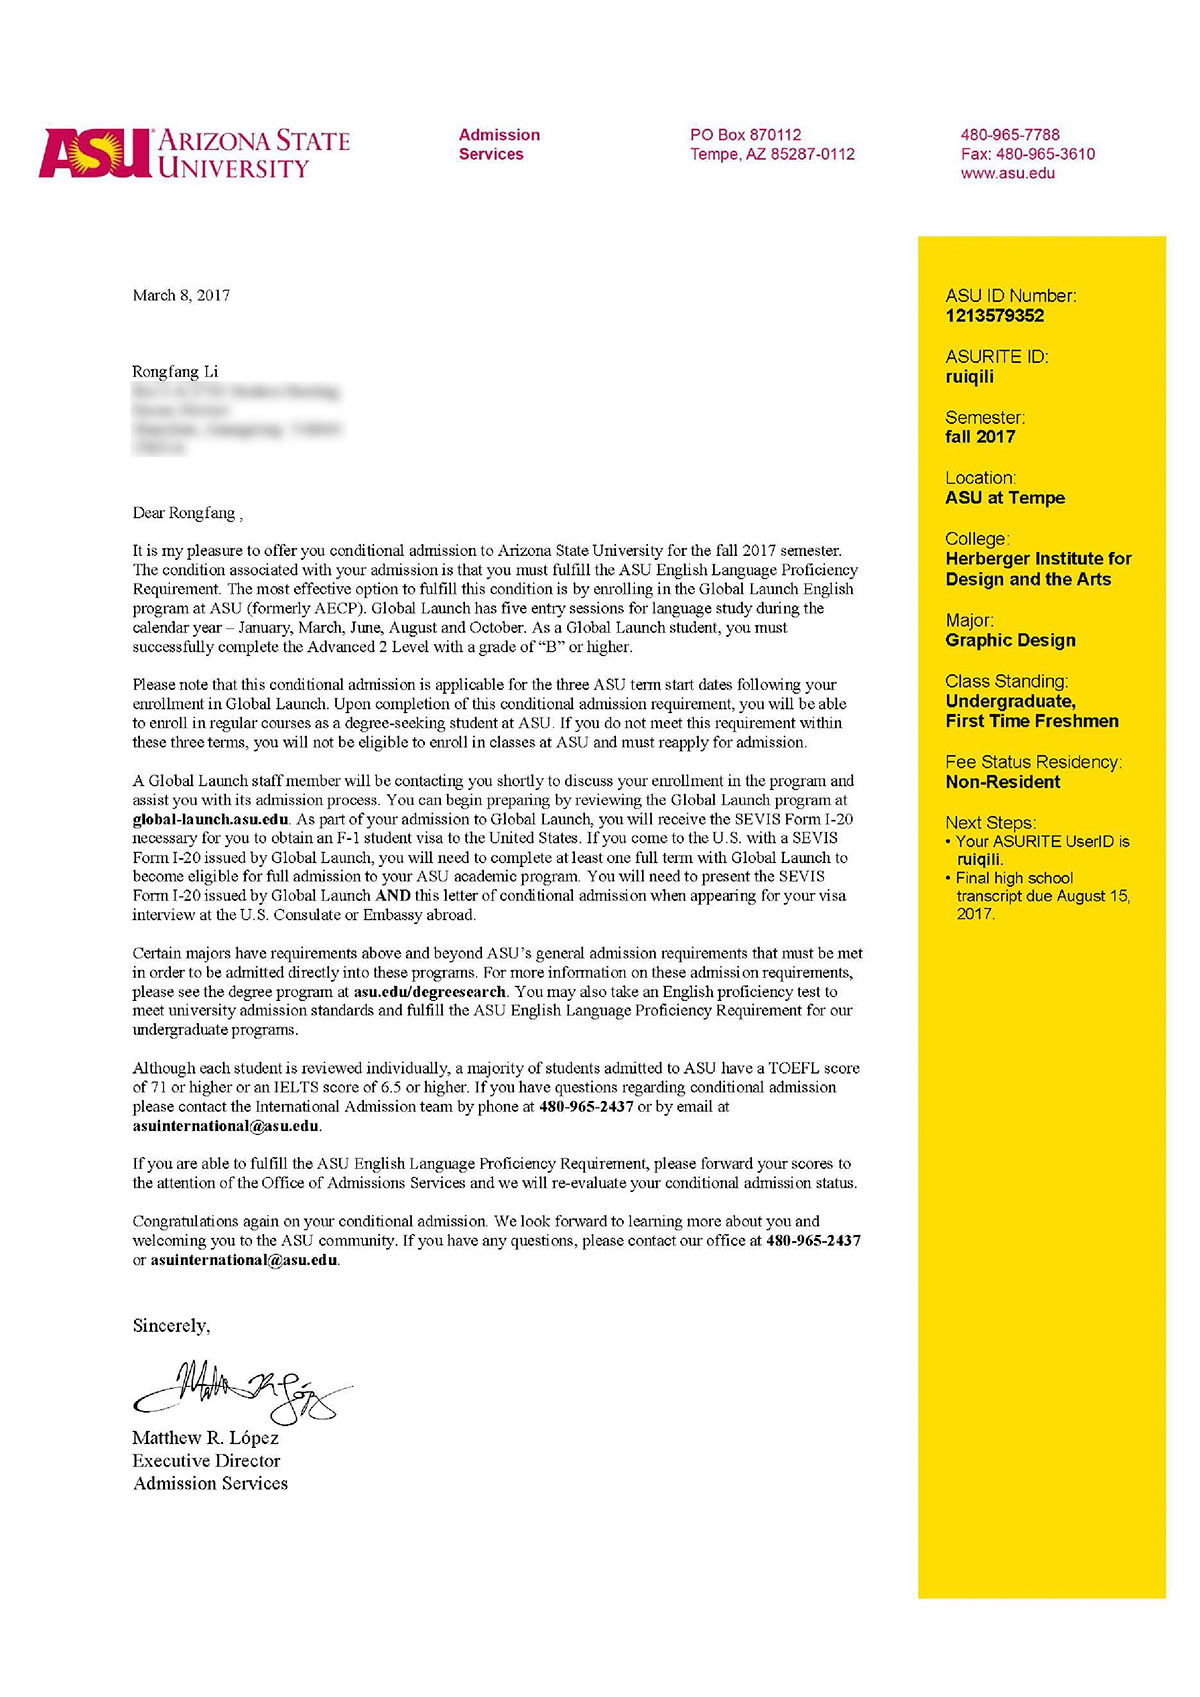 ASU ARIZONA STATE
UNIVERSITY
Admission
Services
PO Box 870112
Tempe, AZ 85287-0112
480-965-7788
Fax: 480-965-3610
www.asu.edu
March 8, 2017
Rongfang Li
Dear Rongfang ,
It is my pleasure to offer you conditional admission to Arizona State University for the fall 2017 semester.
The condition associated with your admission is that you must fulfill the ASU English Language Proficiency
Requirement. The most effective option to fulfill this condition is by enrolling in the Global Launch English
program at ASU (formerly AECP). Global Launch has five entry sessions for language study during the
calendar year – January, March, June, August and October. As a Global Launch student, you must
successfully complete the Advanced 2 Level with a grade of “B” or higher.
Please note that this conditional admission is applicable for the three ASU term start dates following your
enrollment in Global Launch. Upon completion of this conditional admission requirement, you will be able
to enroll in regular courses as a degree-seeking student at ASU. If you do not meet this requirement within
these three terms, you will not be eligible to enroll in classes at ASU and must reapply for admission.
A Global Launch staff member will be contacting you shortly to discuss your enrollment in the program and
assist you with its admission process. You can begin preparing by reviewing the Global Launch program at
global-launch.asu.edu. As part of your admission to Global Launch, you will receive the SEVIS Form I-20
necessary for you to obtain an F-1 student visa to the United States. If you come to the U.S. with a SEVIS
Form I-20 issued by Global Launch, you will need to complete at least one full term with Global Launch to
become eligible for full admission to your ASU academic program. You will need to present the SEVIS
Form I-20 issued by Global Launch AND this letter of conditional admission when appearing for your visa
interview at the U.S. Consulate or Embassy abroad.
Certain majors have requirements above and beyond ASU’s general admission requirements that must be met
in order to be admitted directly into these programs. For more information on these admission requirements,
please see the degree program at asu.edu/degreesearch. You may also take an English proficiency test to
meet university admission standards and fulfill the ASU English Language Proficiency Requirement for our
undergraduate programs.
Although each student is reviewed individually, a majority of students admitted to ASU have a TOEFL score
of 71 or higher or an IELTS score of 6.5 or higher. If you have questions regarding conditional admission
please contact the International Admission team by phone at 480-965-2437 or by email at
asuinternational@asu.edu.
If you are able to fulfill the ASU English Language Proficiency Requirement, please forward your scores to
the attention of the Office of Admissions Services and we will re-evaluate your conditional admission status.
Congratulations again on your conditional admission. We look forward to learning more about you and
welcoming you to the ASU community. If you have any questions, please contact our office at 480-965-2437
or asuinternational@asu.edu.
Sincerely,
Matthew R. López
Executive Director
Admission Services
ASU ID Number:
1213579352
ASURITE ID:
ruiqili
Semester:
fall 2017
Location:
ASU at Tempe
College:
Herberger Institute for
Design and the Arts
Major:
Graphic Design
Class Standing:
Undergraduate,
First Time Freshmen
Fee Status Residency:
Non-Resident
Next Steps:
• Your ASURITE UserID is
ruiqili.
• Final high school
transcript due August 15,
2017.